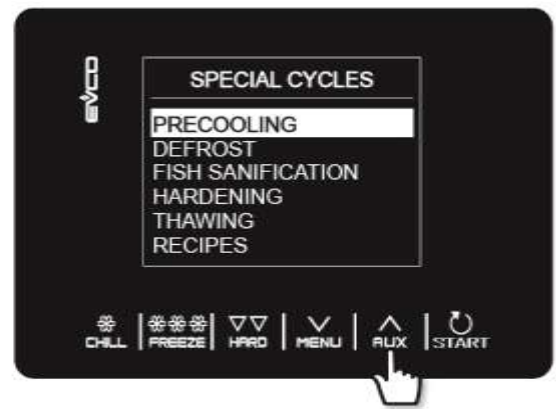 EVCO
SPECIAL CYCLES
PRECOOLING
DEFROST
FISH SANIFICATION
HARDENING
THAWING
RECIPES
CHILL FREEZE HARD MENU AUX START